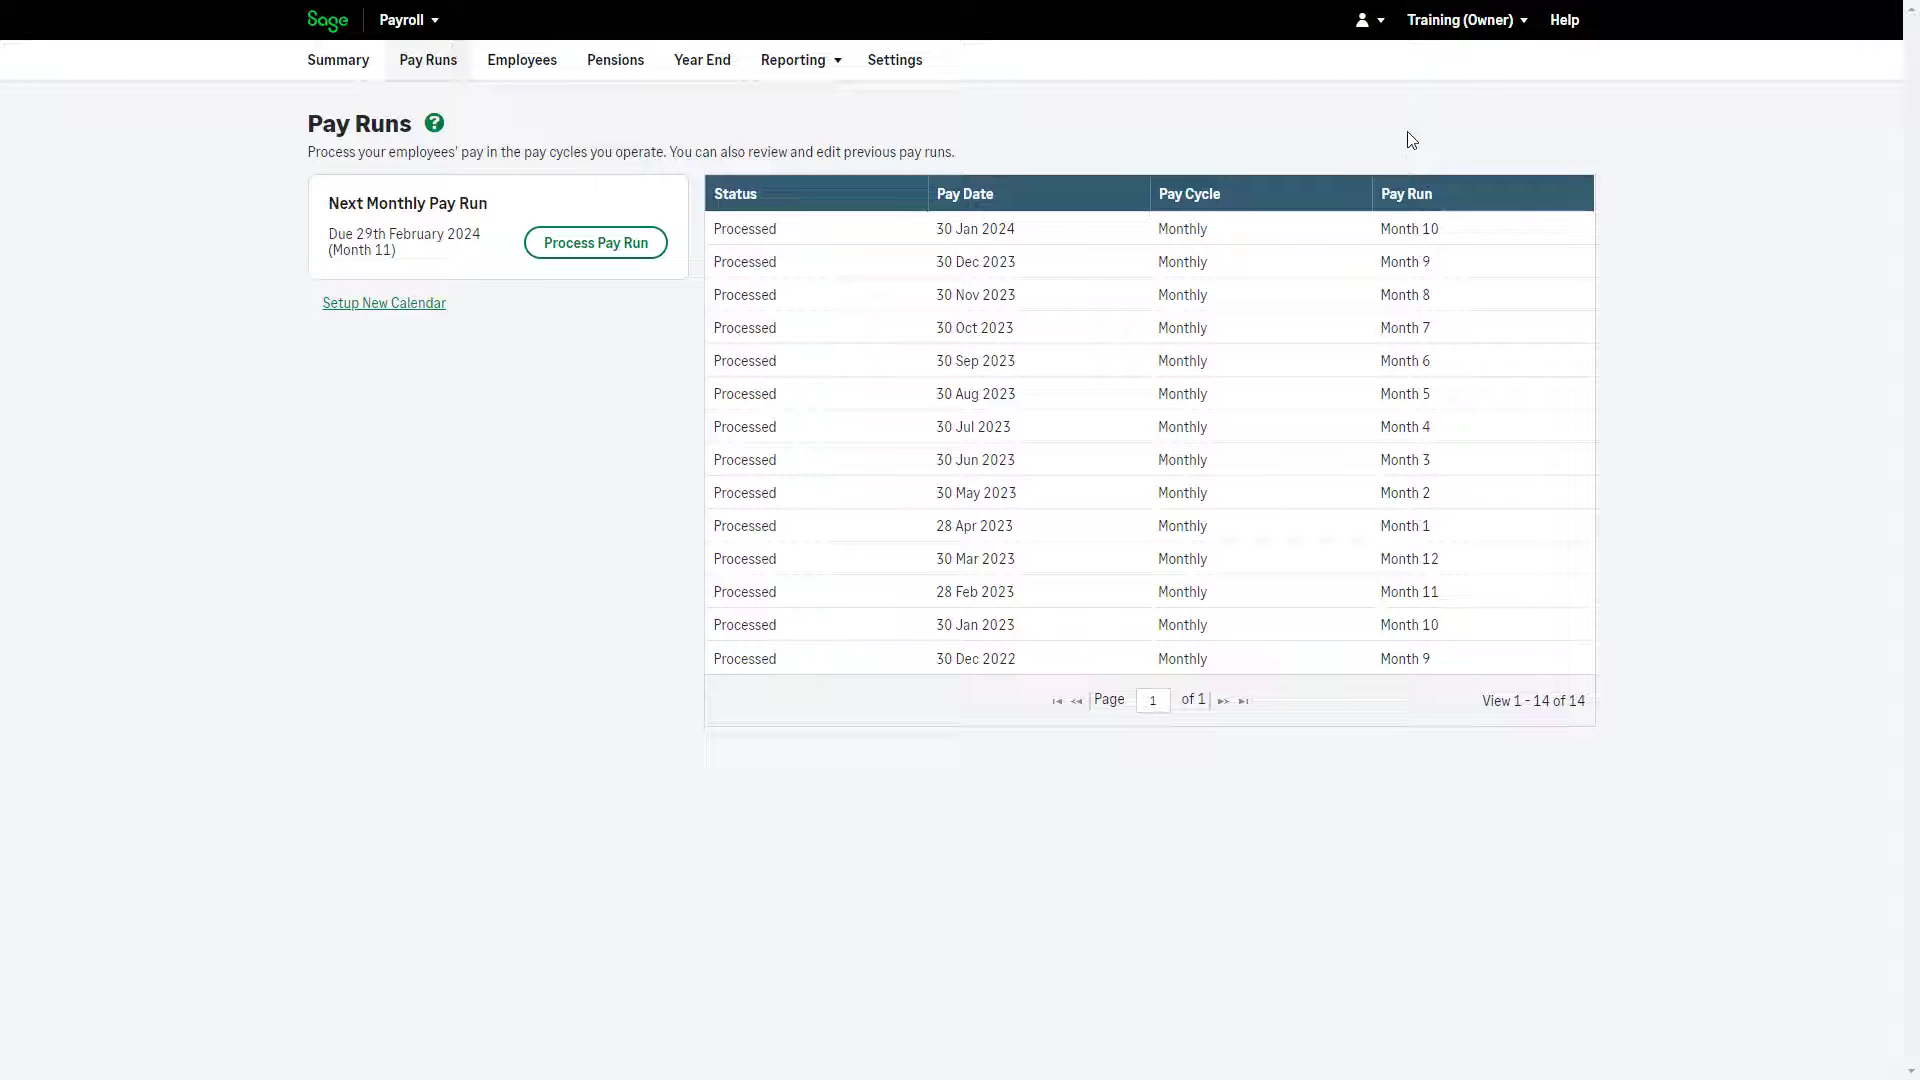 Sage Payroll Training (Owner) Help
Summary Pay Runs Employees Pensions Year End Reporting Settings
Pay Runs ?
Process your employees' pay in the pay cycles you operate. You can also review and edit previous pay runs.
Next Monthly Pay Run
Due 29th February 2024
(Month 11)
Process Pay Run
Setup New Calendar
Status Pay Date Pay Cycle Pay Run
Processed 30 Jan 2024 Monthly Month 10
Processed 30 Dec 2023 Monthly Month 9
Processed 30 Nov 2023 Monthly Month 8
Processed 30 Oct 2023 Monthly Month 7
Processed 30 Sep 2023 Monthly Month 6
Processed 30 Aug 2023 Monthly Month 5
Processed 30 Jul 2023 Monthly Month 4
Processed 30 Jun 2023 Monthly Month 3
Processed 30 May 2023 Monthly Month 2
Processed 28 Apr 2023 Monthly Month 1
Processed 30 Mar 2023 Monthly Month 12
Processed 28 Feb 2023 Monthly Month 11
Processed 30 Jan 2023 Monthly Month 10
Processed 30 Dec 2022 Monthly Month 9
Page 1 of 1 View 1 - 14 of 14